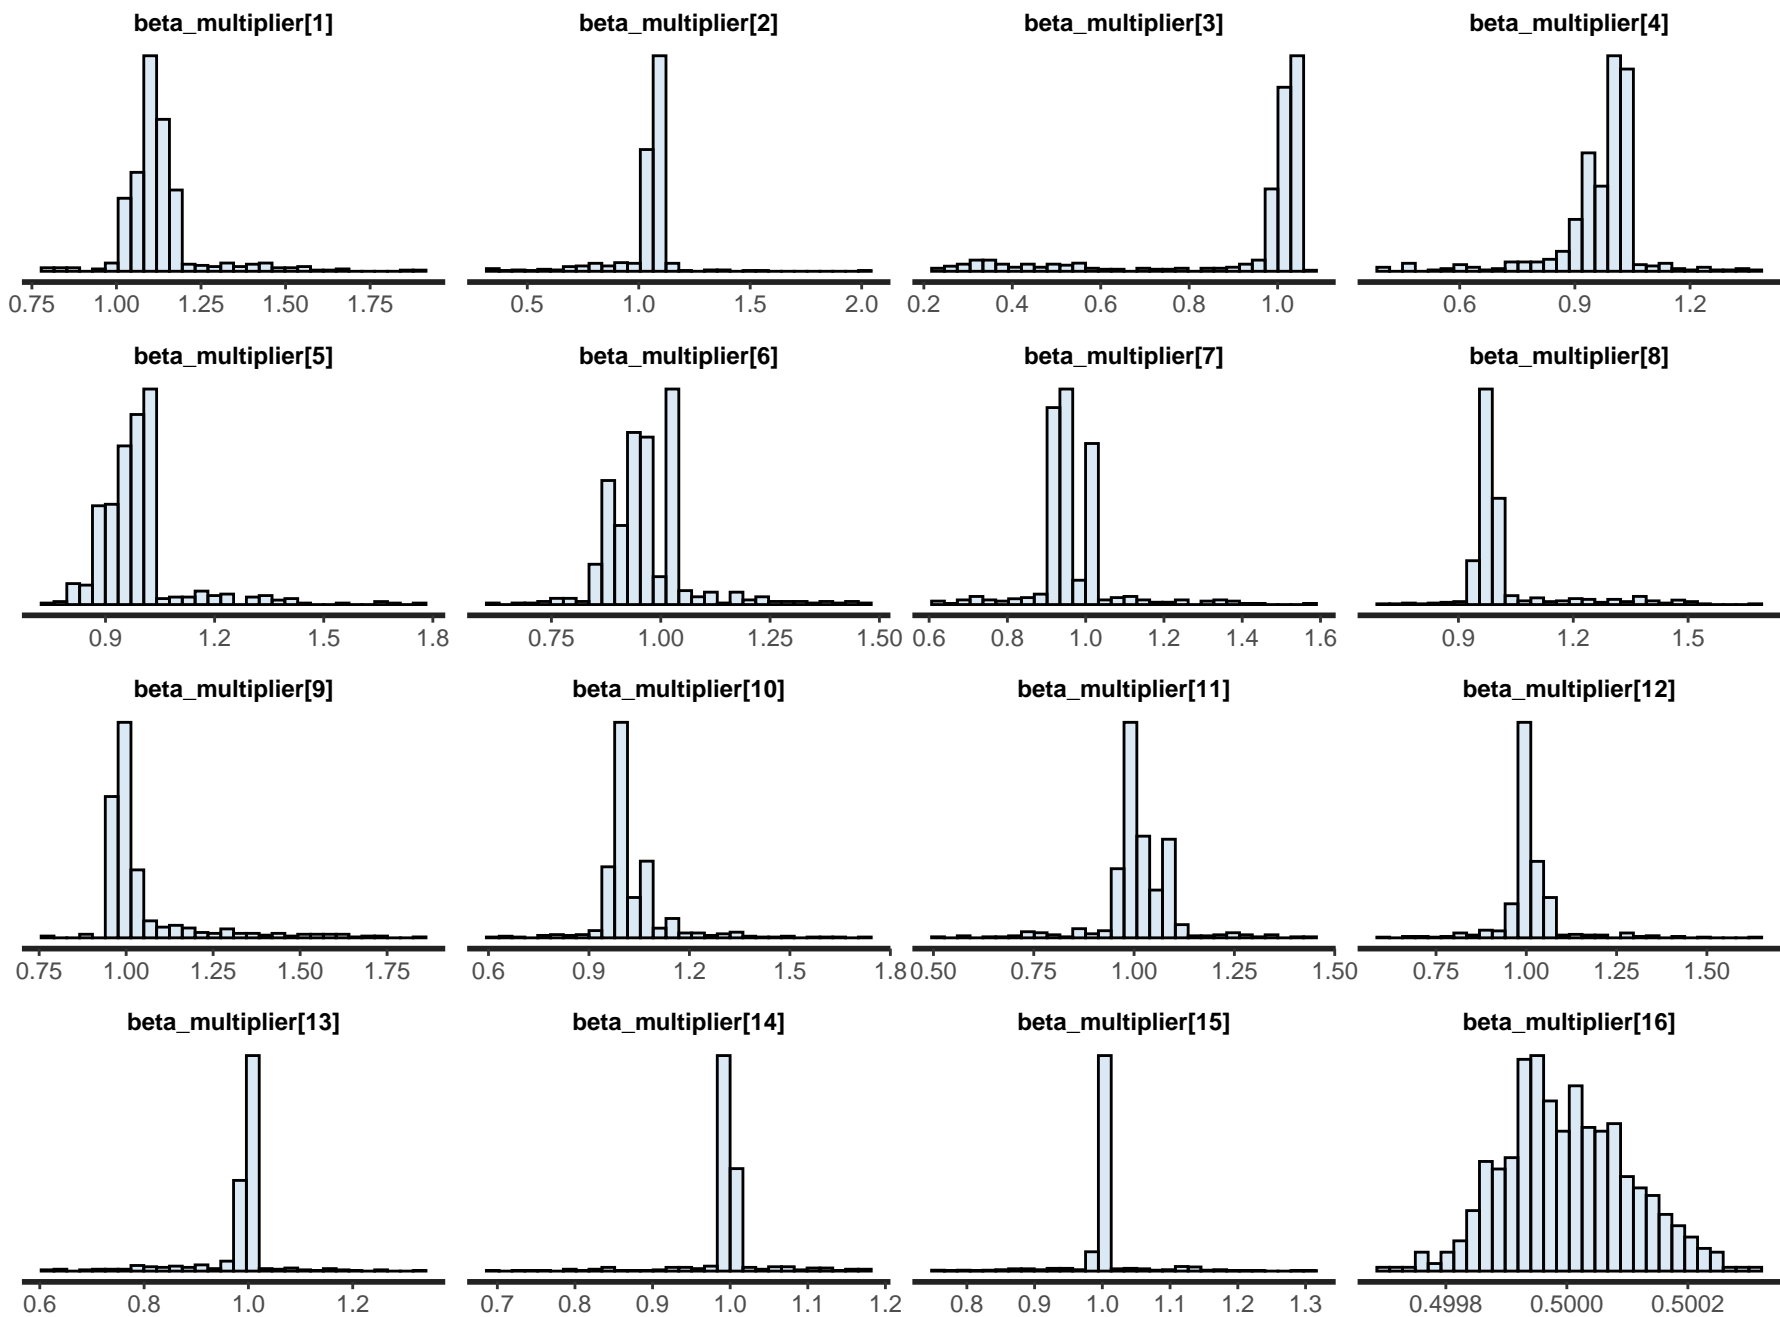 beta_multiplier[1] beta_multiplier[2] beta_multiplier[3] beta_multiplier[4]
0.75 1.00 1.25 1.50 1.75 0.5 1.0 1.5 2.0 0.2 0.4 0.6 0.8 1.0 0.6 0.9 1.2
beta_multiplier[5] beta_multiplier[6] beta_multiplier[7] beta_multiplier[8]
0.9 1.2 1.5 1.8 0.75 1.00 1.25 1.50 0.6 0.8 1.0 1.2 1.4 1.6 0.9 1.2 1.5
beta_multiplier[9] beta_multiplier[10] beta_multiplier[11] beta_multiplier[12]
0.75 1.00 1.25 1.50 1.75 0.6 0.9 1.2 1.5 1.8 0.50 0.75 1.00 1.25 1.50 0.75 1.00 1.25 1.50
beta_multiplier[13] beta_multiplier[14] beta_multiplier[15] beta_multiplier[16]
0.6 0.8 1.0 1.2 0.7 0.8 0.9 1.0 1.1 1.2 0.8 0.9 1.0 1.1 1.2 1.3 0.4998 0.5000 0.5002